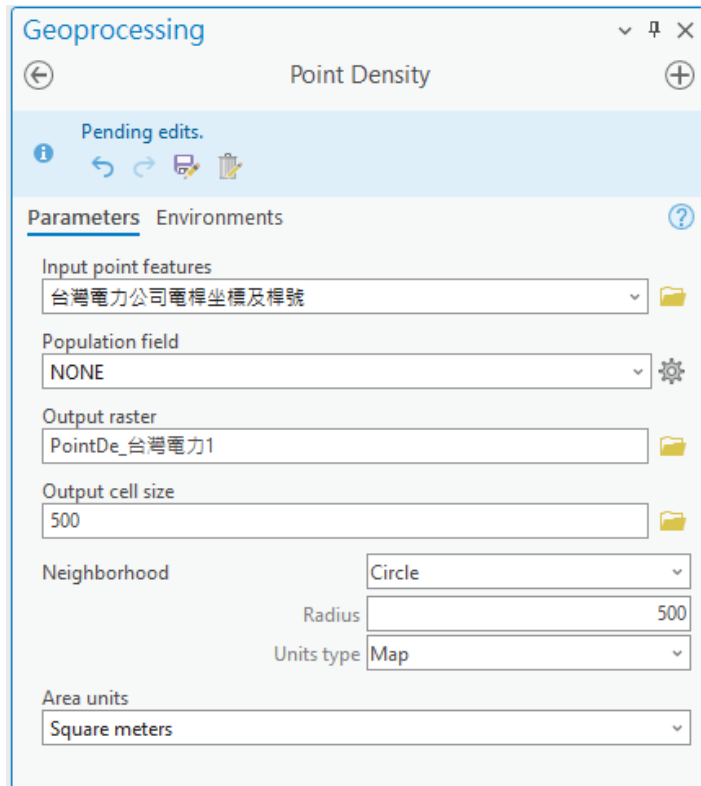 Geoprocessing
Point Density
Pending edits.
Parameters Environments
Input point features
台灣電力公司電桿坐標及桿號
Population field
NONE
Output raster
PointDe_台灣電力1
Output cell size
500
Neighborhood Circle
Radius 500
Units type Map
Area units
Square meters